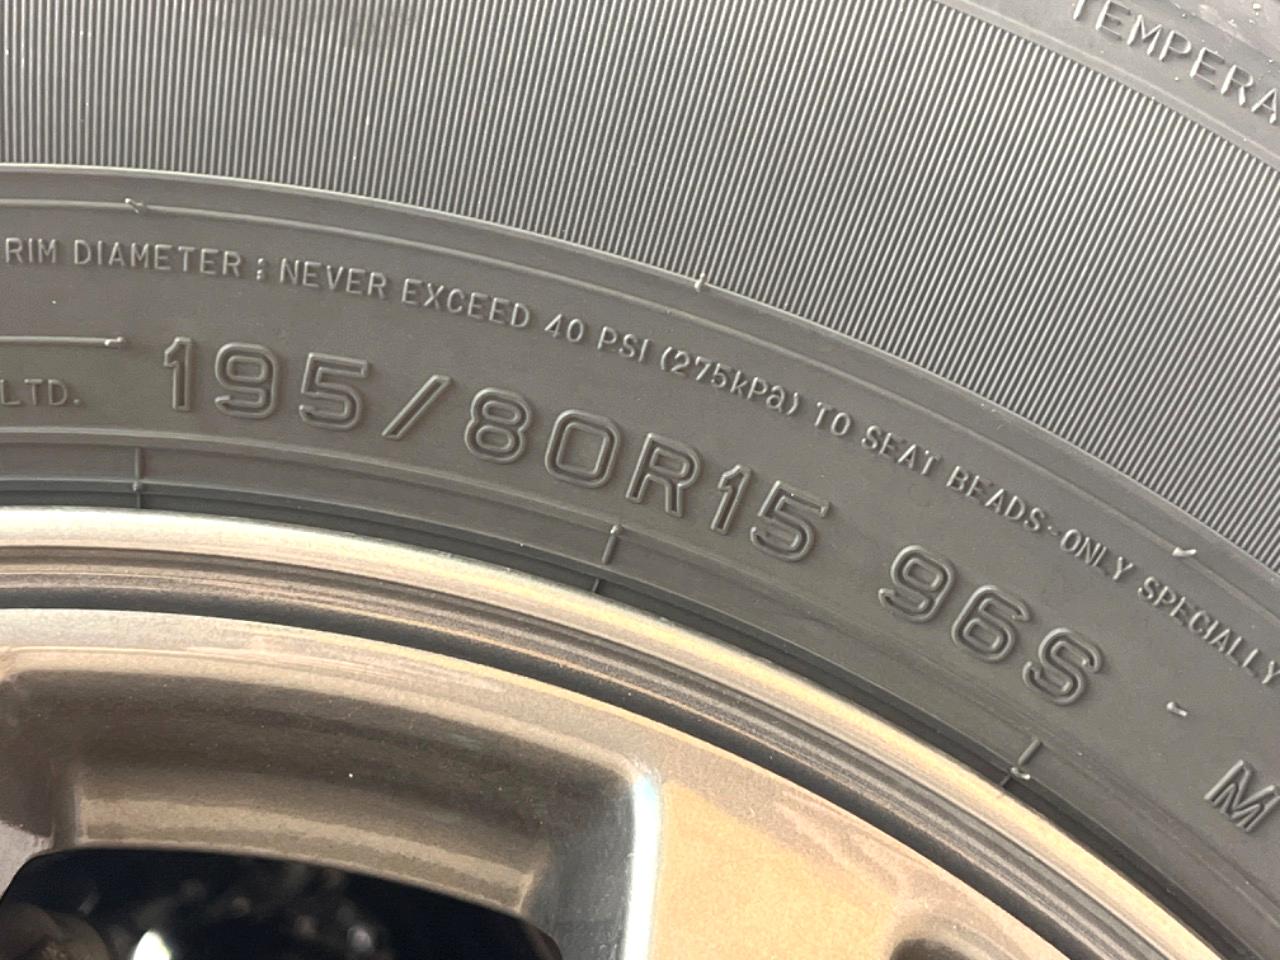 TEMPERA
RIM DIAMETER ; NEVER EXCEED 40 PSI (275kPa) TO SEAT BEADS-ONLY SPECIALLY
LTD.
195/80R15 96S
M